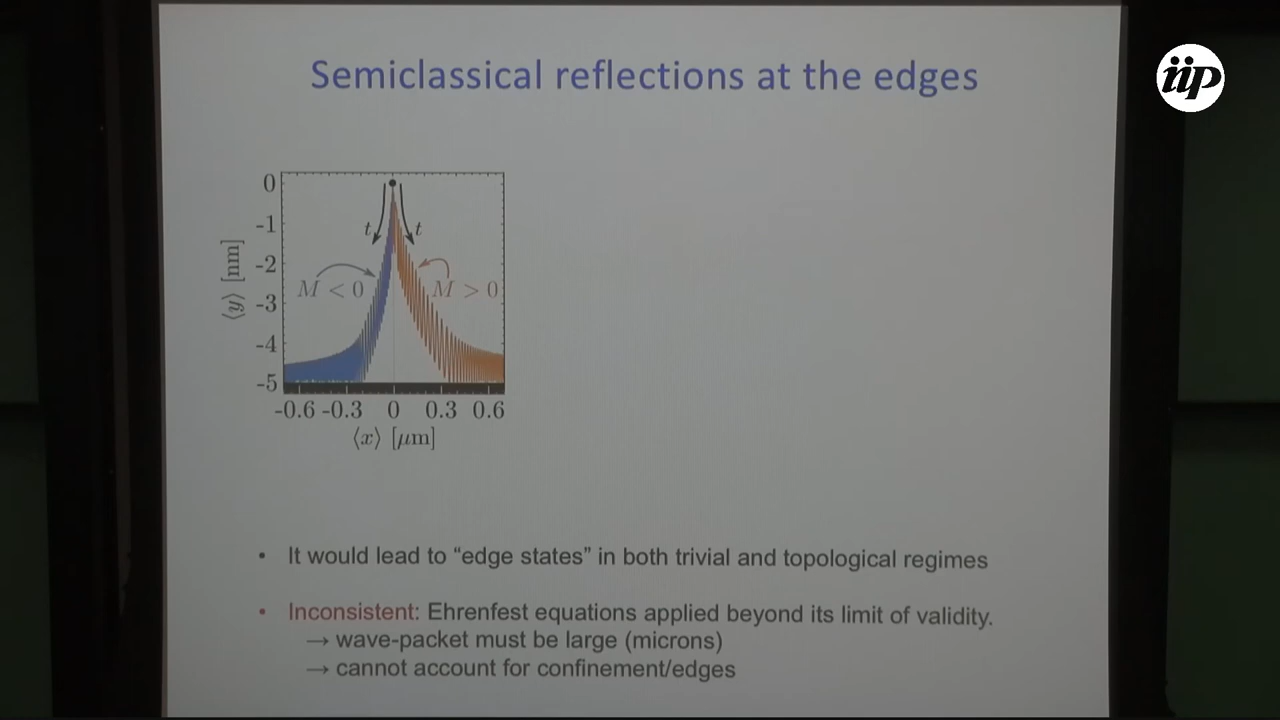 Semiclassical reflections at the edges
iip
0
-1
-2
-3
-4
-5
⟨y⟩ [nm]
t
t
M < 0
M > 0
-0.6 -0.3 0 0.3 0.6
⟨x⟩ [μm]
• It would lead to “edge states” in both trivial and topological regimes
• Inconsistent: Ehrenfest equations applied beyond its limit of validity.
→ wave-packet must be large (microns)
→ cannot account for confinement/edges